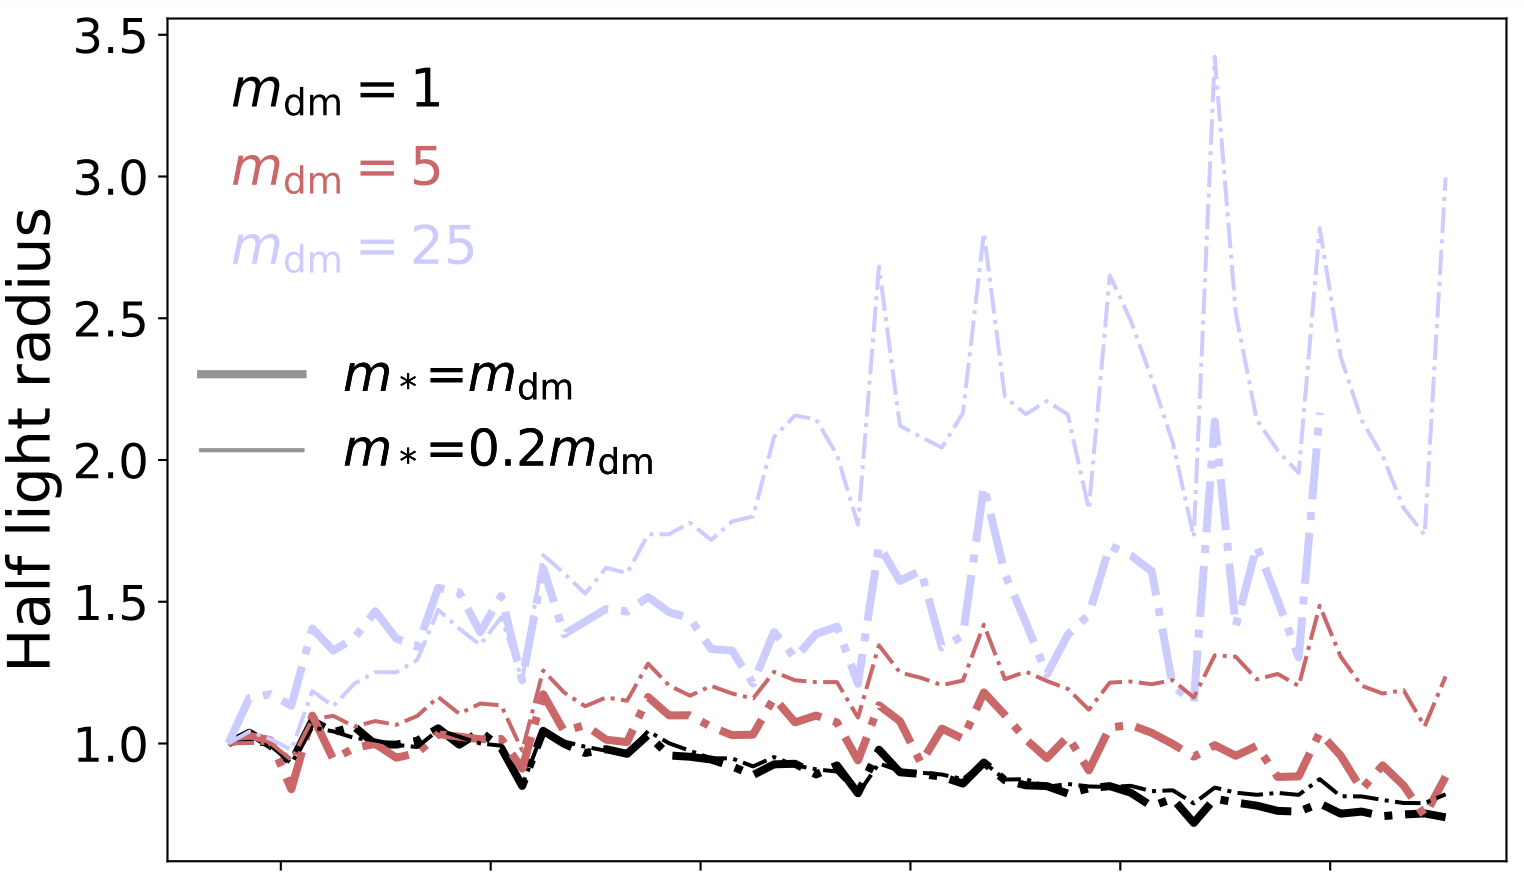 3.5
3.0
2.5
2.0
1.5
1.0
Half light radius
m_dm = 1
m_dm = 5
m_dm = 25
m_*=m_dm
m_*=0.2m_dm